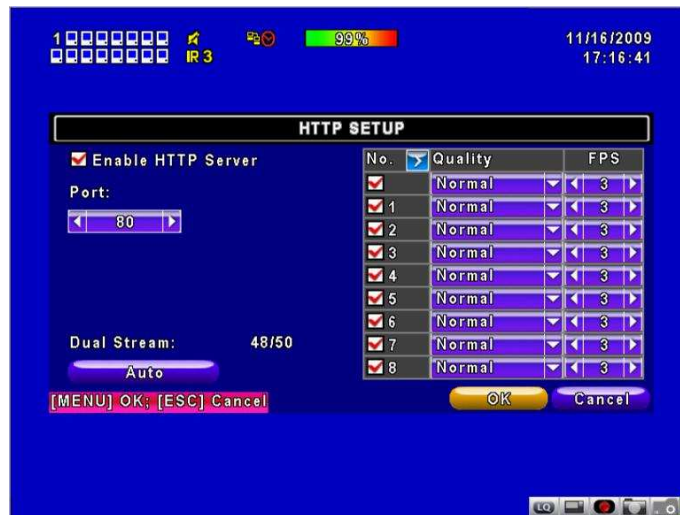 1 99% 11/16/2009
IR 3 17:16:41
HTTP SETUP
Enable HTTP Server
Port:
80
Dual Stream: 48/50
Auto
[MENU] OK; [ESC] Cancel
No. Quality FPS
Normal 3
1 Normal 3
2 Normal 3
3 Normal 3
4 Normal 3
5 Normal 3
6 Normal 3
7 Normal 3
8 Normal 3
OK Cancel
LQ